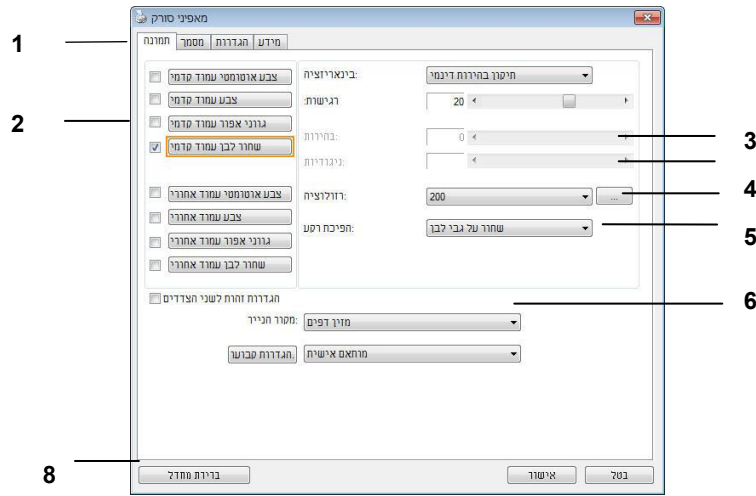 מאפיני סורק
תמונה מסמך הגדרות מידע
1
צבע אוטומטי עמוד קדמי
צבע עמוד קדמי
גווני אפור עמוד קדמי
שחור לבן עמוד קדמי
2
צבע אוטומטי עמוד אחורי
צבע עמוד אחורי
גווני אפור עמוד אחורי
שחור לבן עמוד אחורי
בינאריזציה: תיקון בהירות דינמי
רגישות: 20
בהירות: 0
3
ניגודיות:
רזולוציה: 200 ...
4
הפיכת רקע: שחור על גבי לבן
5
הגדרות זהות לשני הצדדים
6
מקור הנייר: מזין דפים
הגדרות קבוער. מותאם אישית
8
ברירת מחדל אישור בטל